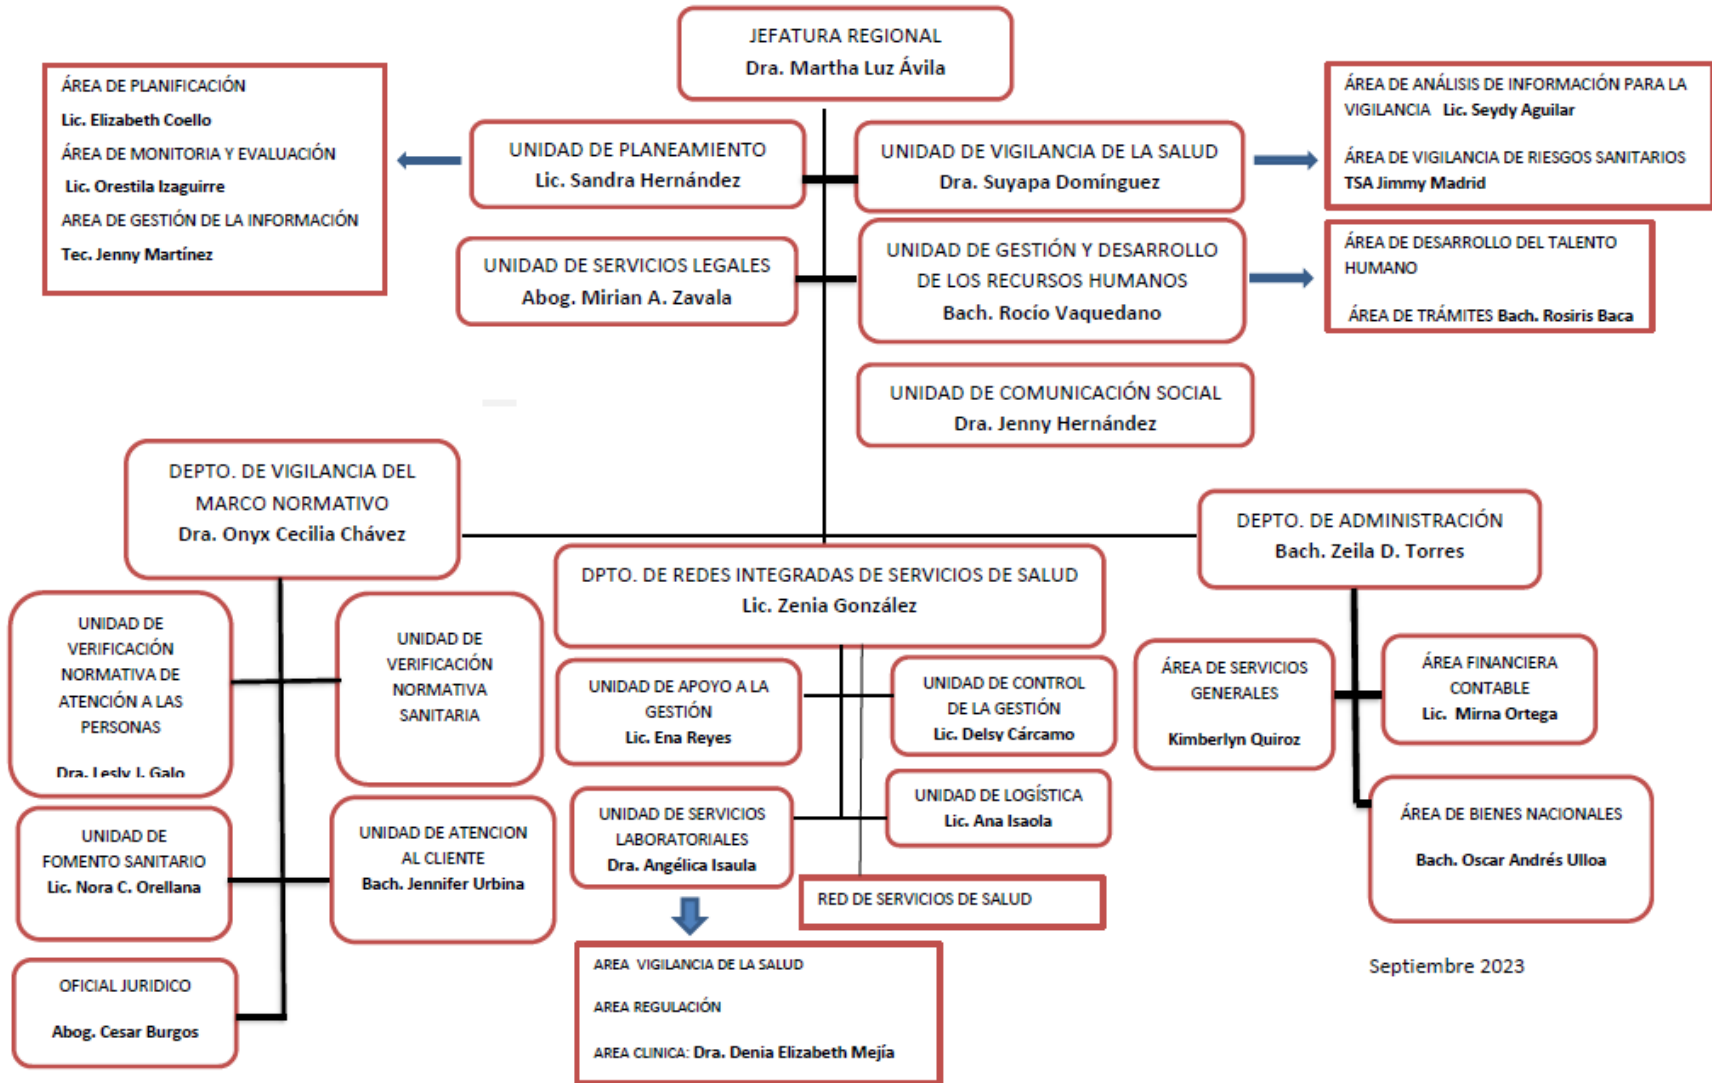 JEFATURA REGIONAL
Dra. Martha Luz Ávila
ÁREA DE PLANIFICACIÓN
Lic. Elizabeth Coello
ÁREA DE MONITORIA Y EVALUACIÓN
Lic. Orestila Izaguirre
AREA DE GESTIÓN DE LA INFORMACIÓN
Tec. Jenny Martínez
UNIDAD DE PLANEAMIENTO
Lic. Sandra Hernández
UNIDAD DE VIGILANCIA DE LA SALUD
Dra. Suyapa Domínguez
ÁREA DE ANÁLISIS DE INFORMACIÓN PARA LA
VIGILANCIA Lic. Seydy Aguilar
ÁREA DE VIGILANCIA DE RIESGOS SANITARIOS
TSA Jimmy Madrid
UNIDAD DE SERVICIOS LEGALES
Abog. Mirian A. Zavala
UNIDAD DE GESTIÓN Y DESARROLLO
DE LOS RECURSOS HUMANOS
Bach. Rocío Vaquedano
ÁREA DE DESARROLLO DEL TALENTO
HUMANO
ÁREA DE TRÁMITES Bach. Rosiris Baca
UNIDAD DE COMUNICACIÓN SOCIAL
Dra. Jenny Hernández
DEPTO. DE VIGILANCIA DEL
MARCO NORMATIVO
Dra. Onyx Cecilia Chávez
DPTO. DE REDES INTEGRADAS DE SERVICIOS DE SALUD
Lic. Zenia González
DEPTO. DE ADMINISTRACIÓN
Bach. Zeila D. Torres
UNIDAD DE
VERIFICACIÓN
NORMATIVA DE
ATENCIÓN A LAS
PERSONAS
Dra. Lesly J. Galo
UNIDAD DE
VERIFICACIÓN
NORMATIVA
SANITARIA
UNIDAD DE
FOMENTO SANITARIO
Lic. Nora C. Orellana
UNIDAD DE ATENCION
AL CLIENTE
Bach. Jennifer Urbina
OFICIAL JURIDICO
Abog. Cesar Burgos
UNIDAD DE APOYO A LA
GESTIÓN
Lic. Ena Reyes
UNIDAD DE CONTROL
DE LA GESTIÓN
Lic. Delsy Cárcamo
UNIDAD DE SERVICIOS
LABORATORIALES
Dra. Angélica Isaula
UNIDAD DE LOGÍSTICA
Lic. Ana Isaola
RED DE SERVICIOS DE SALUD
AREA VIGILANCIA DE LA SALUD
AREA REGULACIÓN
AREA CLINICA: Dra. Denia Elizabeth Mejía
ÁREA DE SERVICIOS
GENERALES
Kimberlyn Quiroz
ÁREA FINANCIERA
CONTABLE
Lic. Mirna Ortega
ÁREA DE BIENES NACIONALES
Bach. Oscar Andrés Ulloa
Septiembre 2023